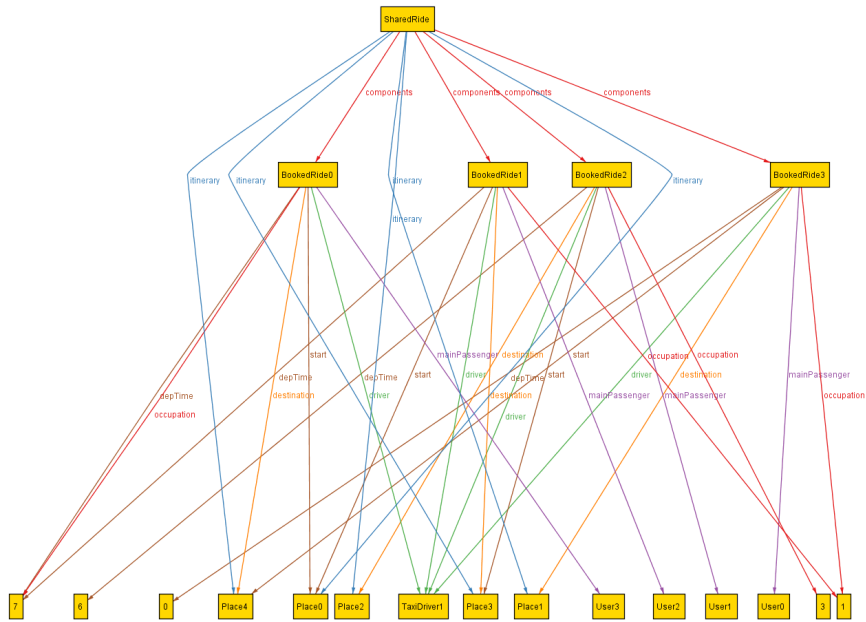 SharedRide
components
components
components
components
BookedRide0
BookedRide1
BookedRide2
BookedRide3
itinerary
itinerary
itinerary
itinerary
itinerary
start
mainPassenger
destination
start
occupation
occupation
depTime
depTime
start
driver
depTime
driver
destination
mainPassenger
depTime
destination
driver
destination
mainPassenger
mainPassenger
occupation
occupation
driver
7
6
0
Place4
Place0
Place2
TaxiDriver1
Place3
Place1
User3
User2
User1
User0
3
1